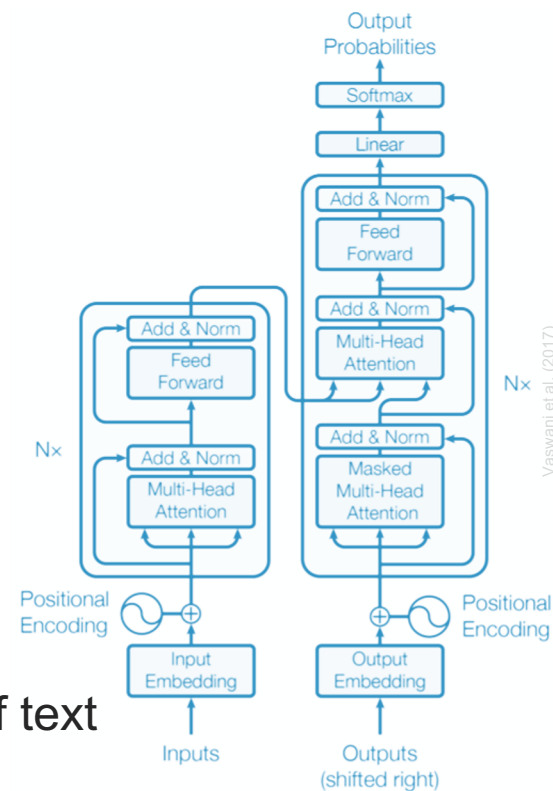 Output
Probabilities
Softmax
Linear
Add & Norm
Feed
Forward
Add & Norm
Multi-Head
Attention
Add & Norm
Masked
Multi-Head
Attention
Nx
Positional
Encoding
Output
Embedding
Outputs
(shifted right)
Add & Norm
Feed
Forward
Add & Norm
Multi-Head
Attention
Nx
Positional
Encoding
Input
Embedding
Inputs
f text
Vaswani et al. (2017)